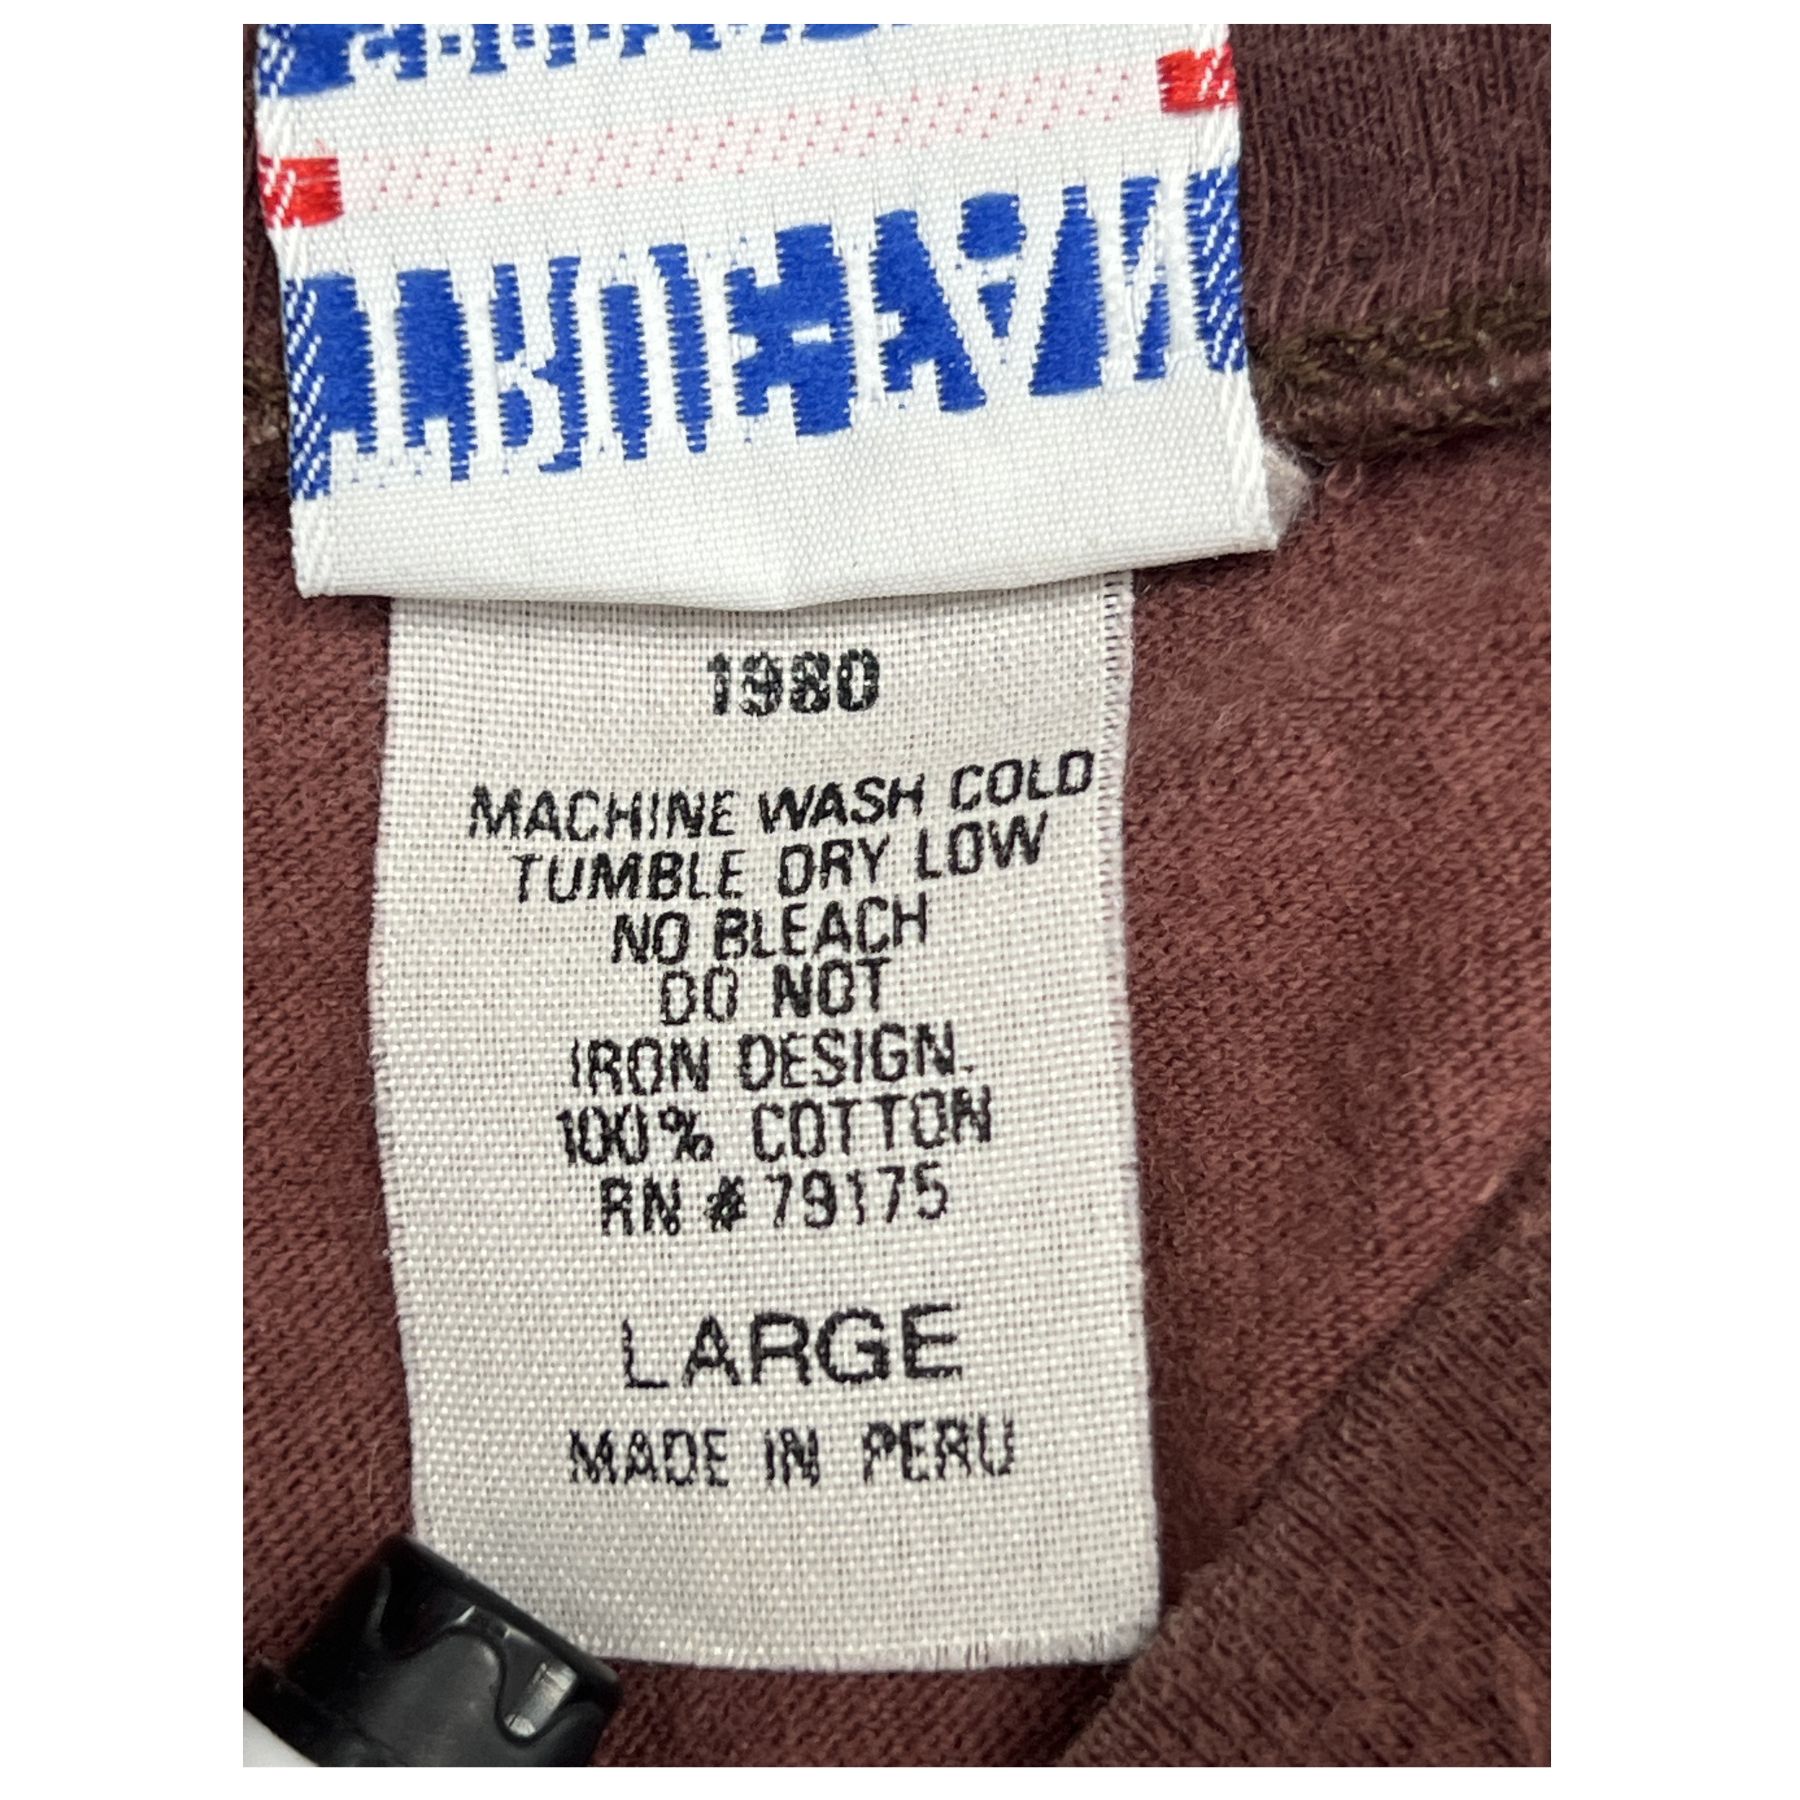 1980
MACHINE WASH COLD
TUMBLE DRY LOW
NO BLEACH
DO NOT
IRON DESIGN.
100% COTTON
RN # 79175
LARGE
MADE IN PERU